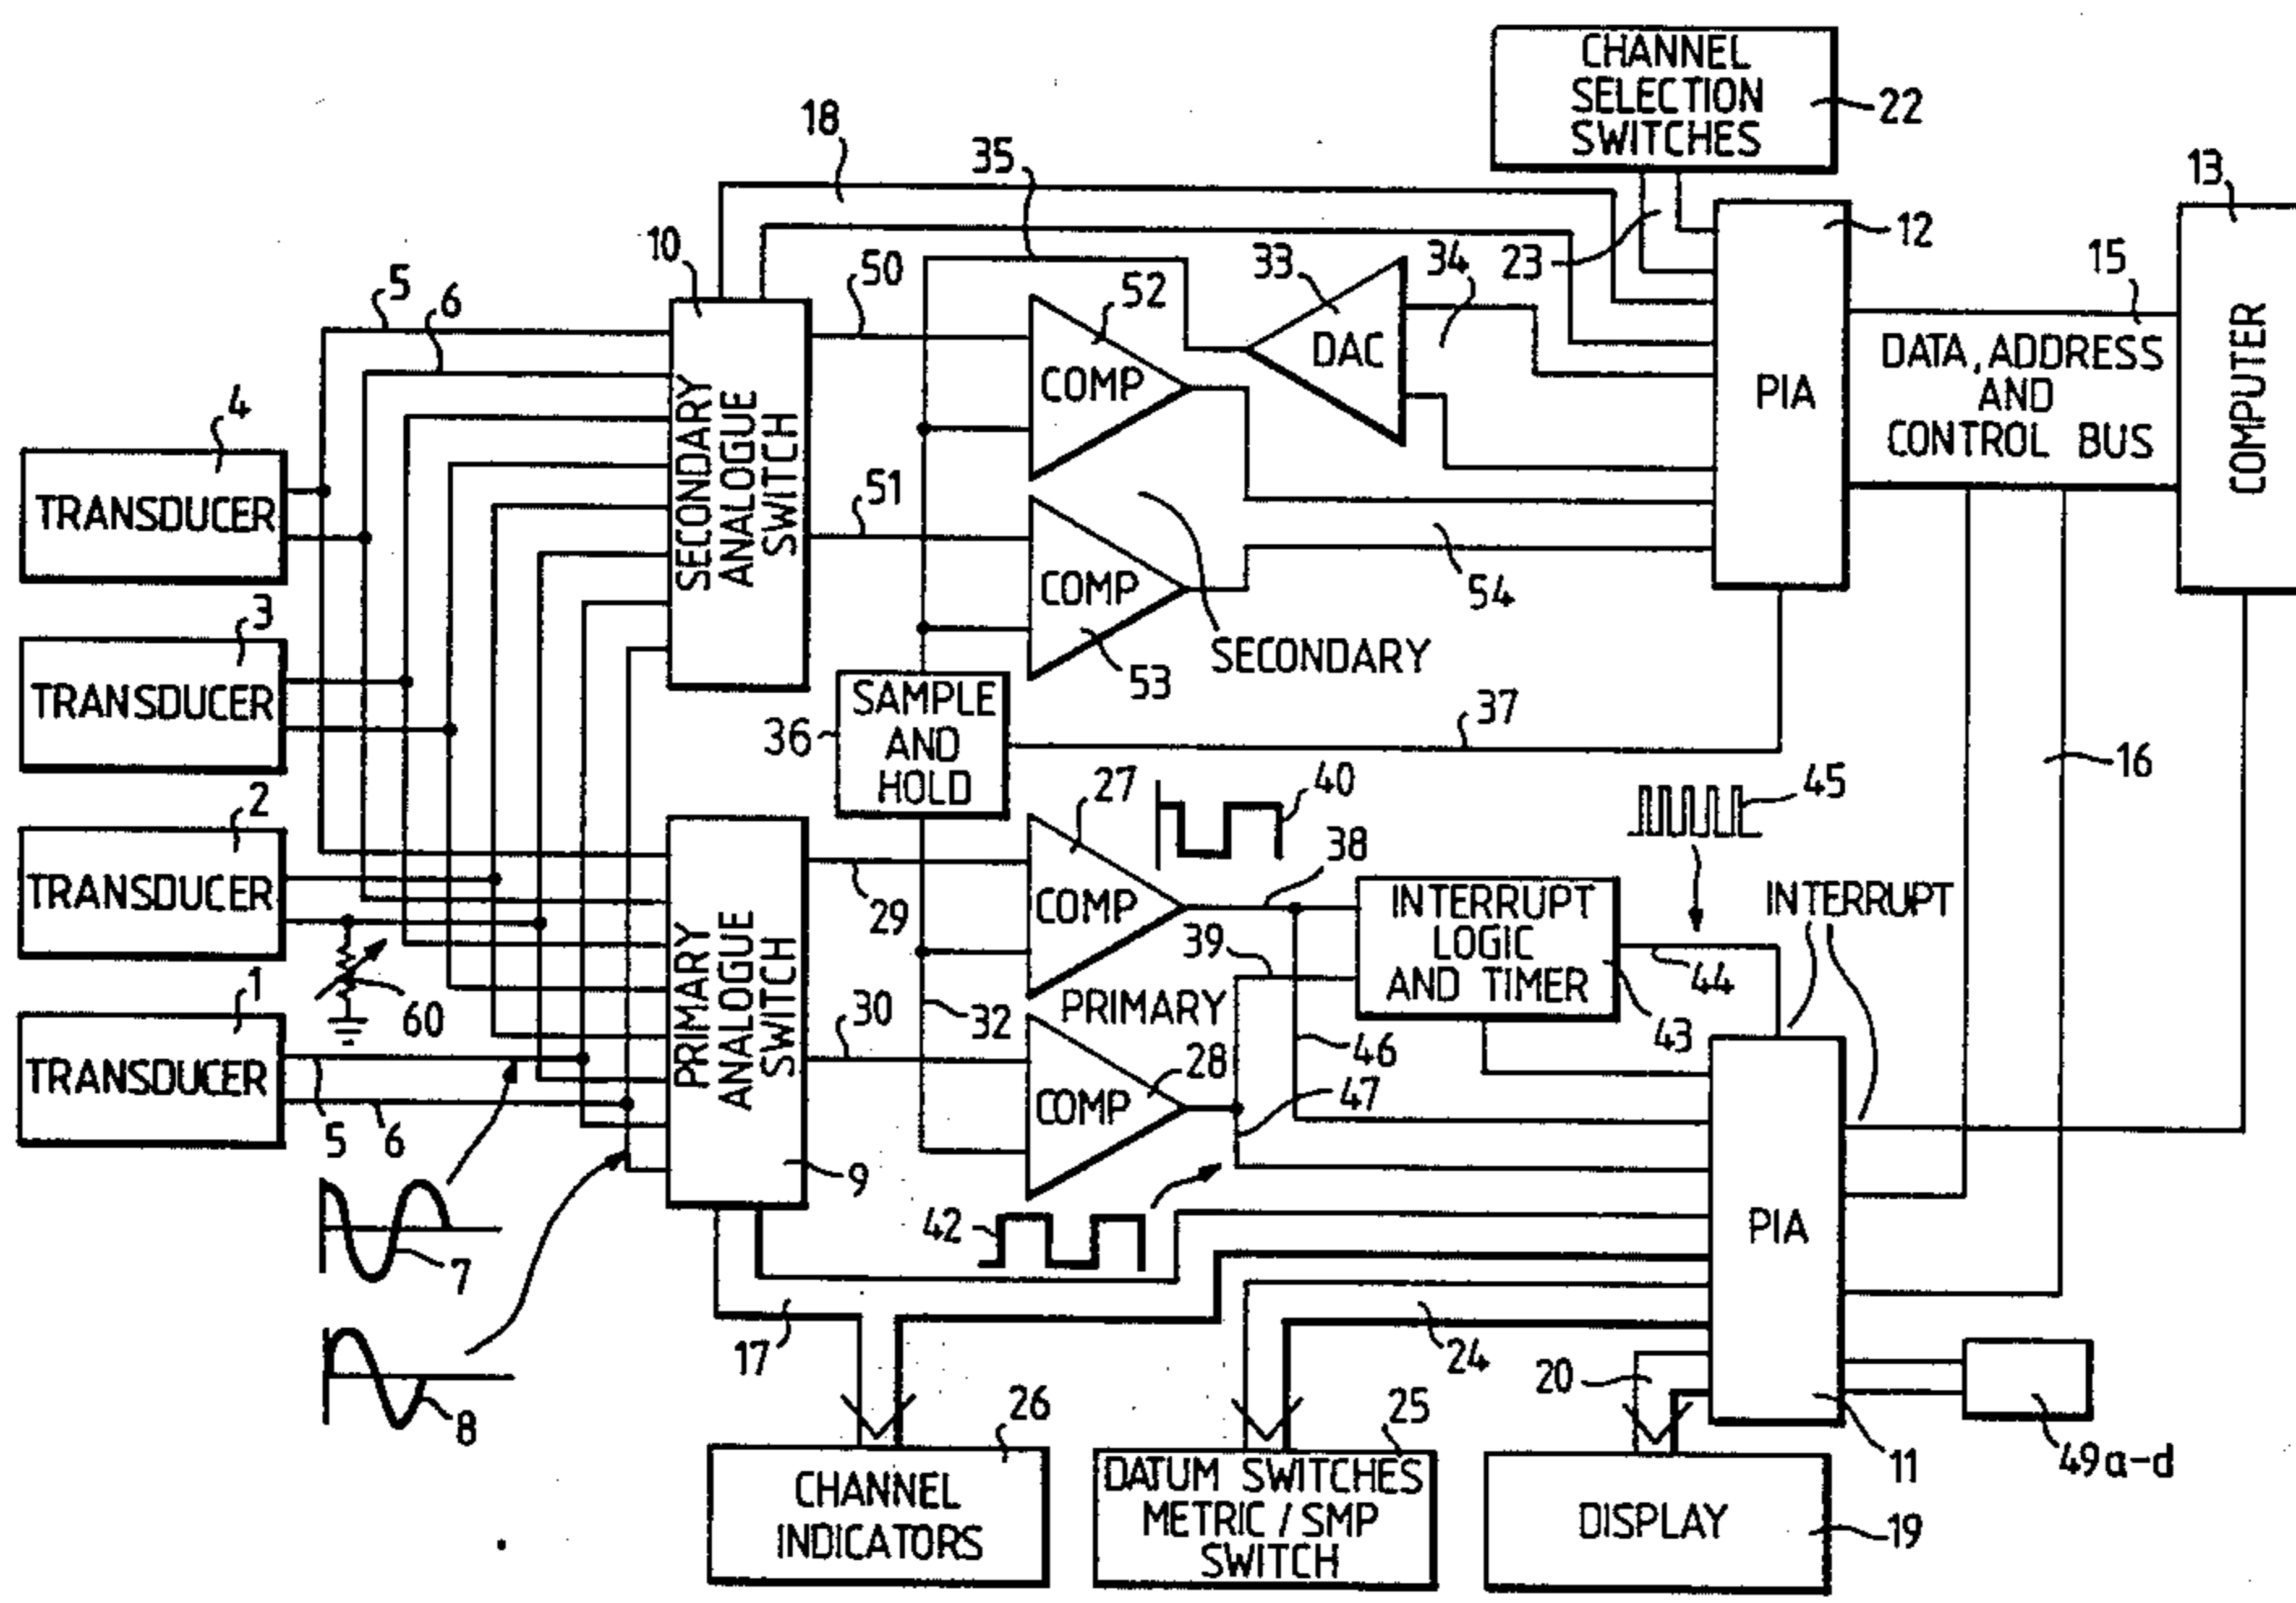 CHANNEL
SELECTION
SWITCHES
22
18
35
13
10
12
5
6
50
52
33
34
23
15
DAC
COMP
PIA
DATA, ADDRESS
AND
CONTROL BUS
COMPUTER
4
TRANSDUCER
SECONDARY
ANALOGUE
SWITCH
51
54
COMP
53
SECONDARY
3
TRANSDUCER
36
SAMPLE
AND
HOLD
37
16
2
TRANSDUCER
27
40
45
38
29
COMP
39
INTERRUPT
LOGIC
AND TIMER
44
INTERRUPT
60
PRIMARY
ANALOGUE
SWITCH
32
PRIMARY
43
1
TRANSDUCER
30
46
28
47
COMP
5
6
9
42
PIA
7
17
24
20
8
26
CHANNEL
INDICATORS
25
DATUM SWITCHES
METRIC / SMP
SWITCH
11
49a-d
DISPLAY
19